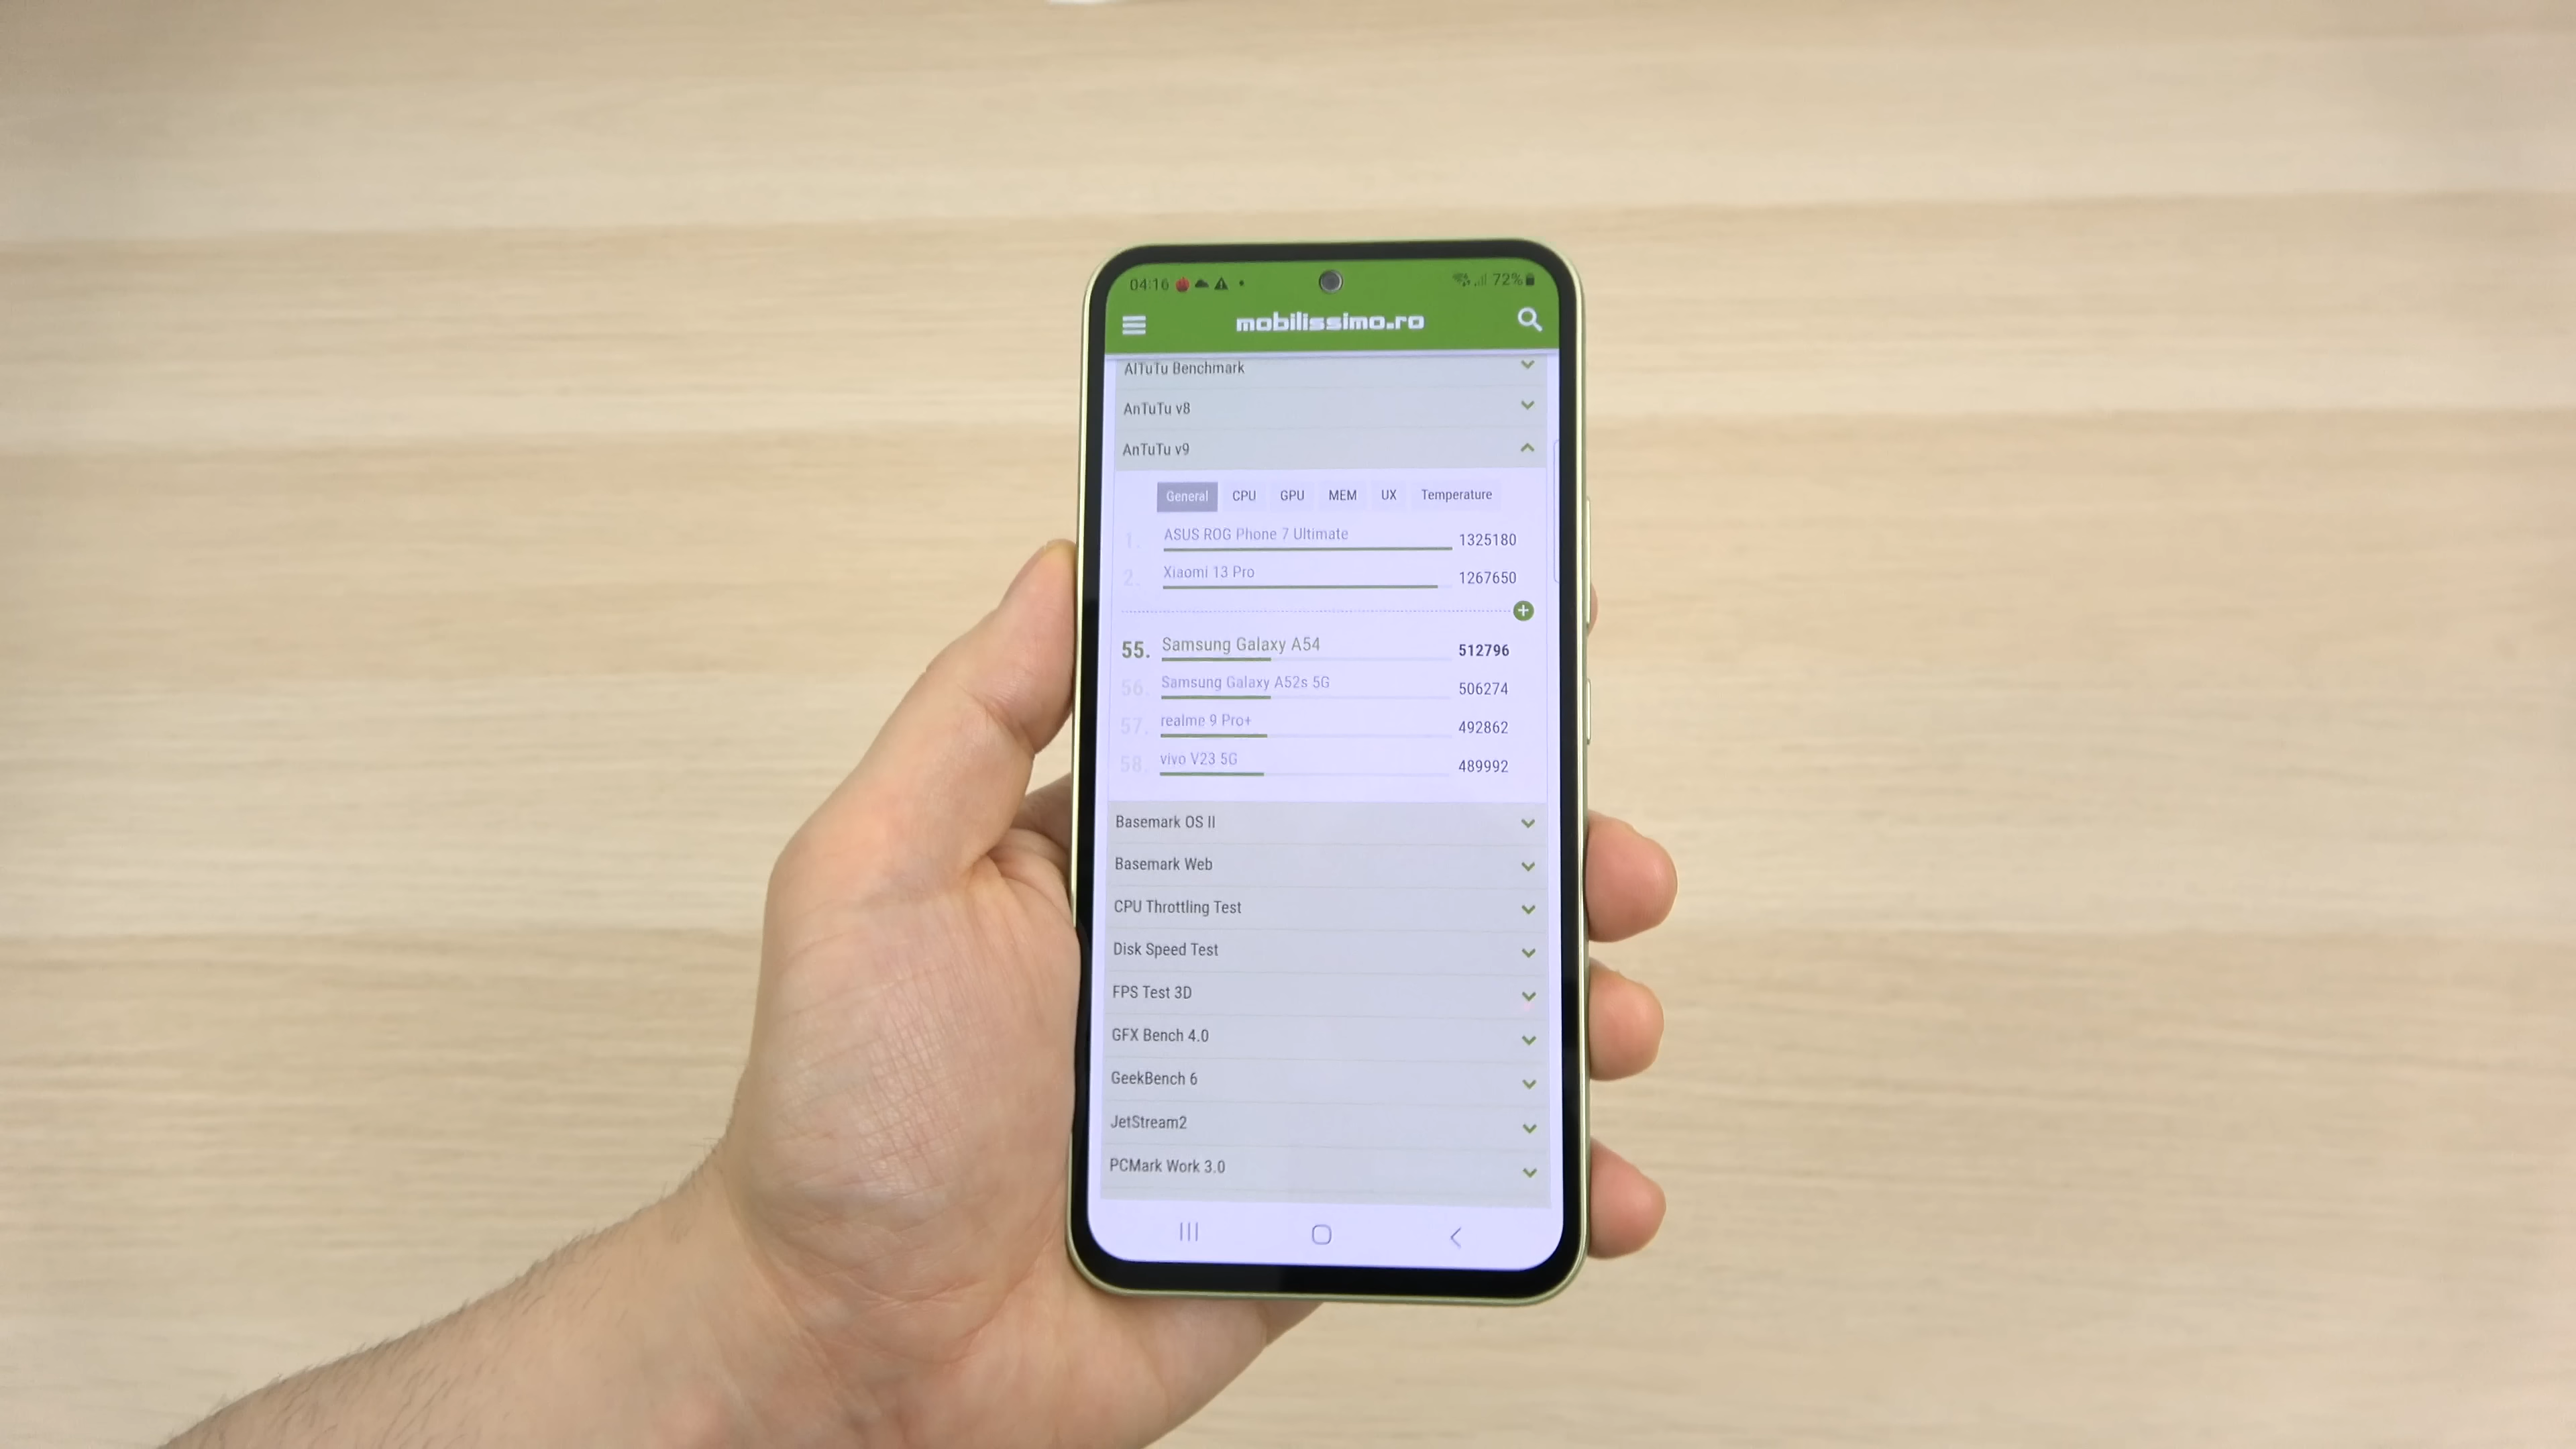 04:16 72%
mobilissimo.ro
AITuTu Benchmark
AnTuTu v8
AnTuTu v9
General CPU GPU MEM UX Temperature
1. ASUS ROG Phone 7 Ultimate 1325180
2. Xiaomi 13 Pro 1267650
55. Samsung Galaxy A54 512796
56. Samsung Galaxy A52s 5G 506274
57. realme 9 Pro+ 492862
58. vivo V23 5G 489992
Basemark OS II
Basemark Web
CPU Throttling Test
Disk Speed Test
FPS Test 3D
GFX Bench 4.0
GeekBench 6
JetStream2
PCMark Work 3.0